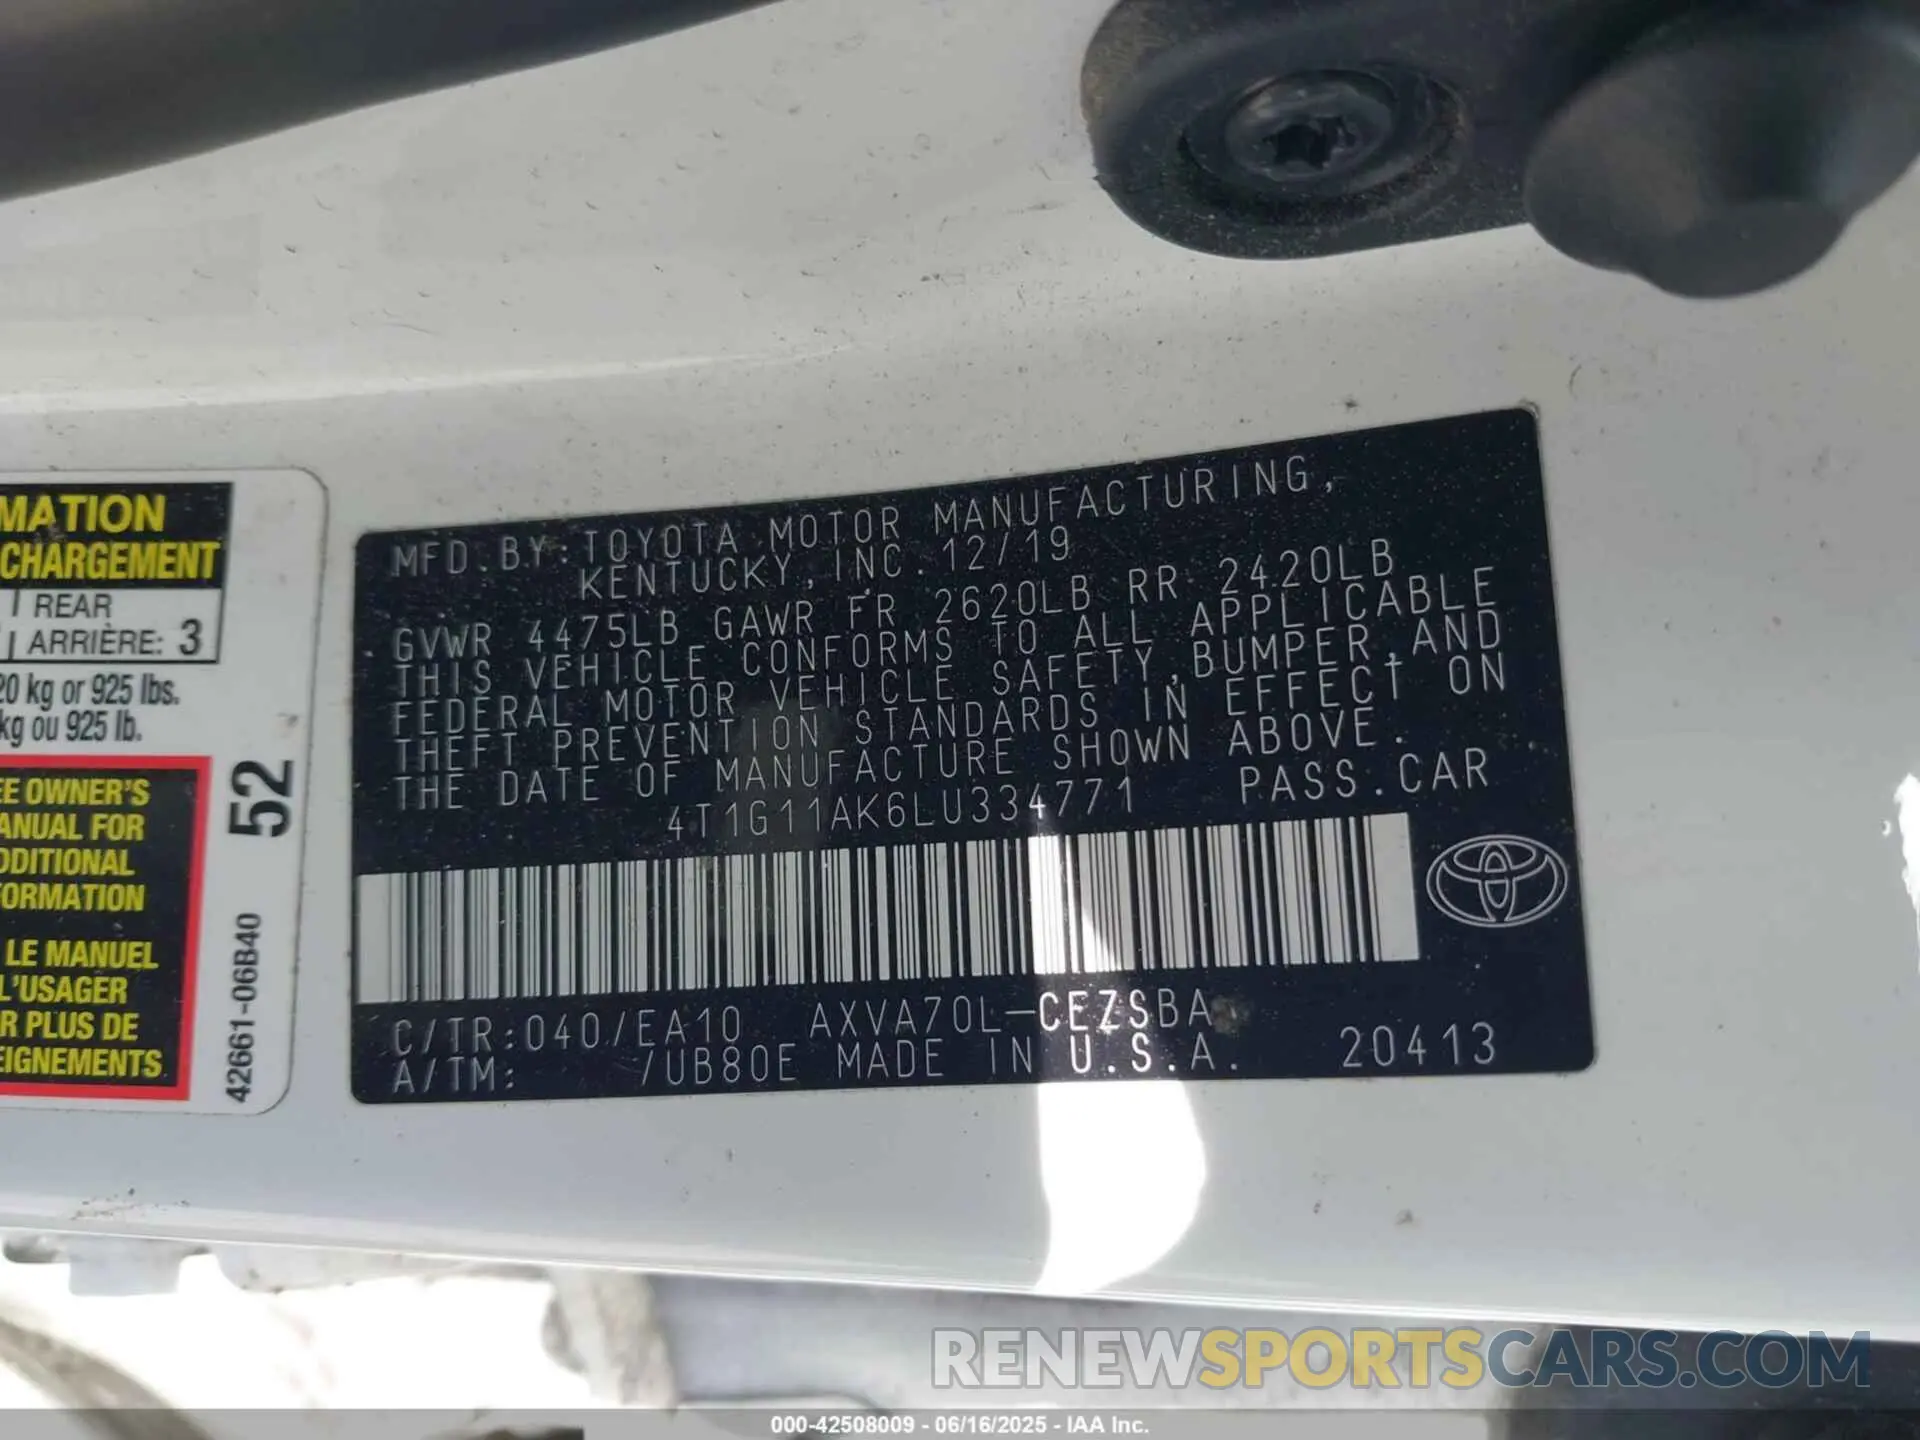 MATION
CHARGEMENT
REAR
ARRIÈRE: 3
20 kg or 925 lbs.
kg ou 925 lb.
EE OWNER'S
ANUAL FOR
DDITIONAL
FORMATION
LE MANUEL
L'USAGER
R PLUS DE
EIGNEMENTS
52
42661-06B40
MFD.BY:TOYOTA MOTOR MANUFACTURING,
KENTUCKY,INC. 12/19
GVWR 4475LB GAWR FR 2620LB RR 2420LB
THIS VEHICLE CONFORMS TO ALL APPLICABLE
FEDERAL MOTOR VEHICLE SAFETY,BUMPER,AND
THEFT PREVENTION STANDARDS IN EFFECT ON
THE DATE OF MANUFACTURE SHOWN ABOVE.
4T1G11AK6LU334771 PASS.CAR
C/TR:040/EA10 AXVA70L-CEZSBA
A/TM: /UB80E MADE IN U.S.A. 20413
RENEWSPORTSCARS.COM
000-42508009 - 06/16/2025 - IAA Inc.